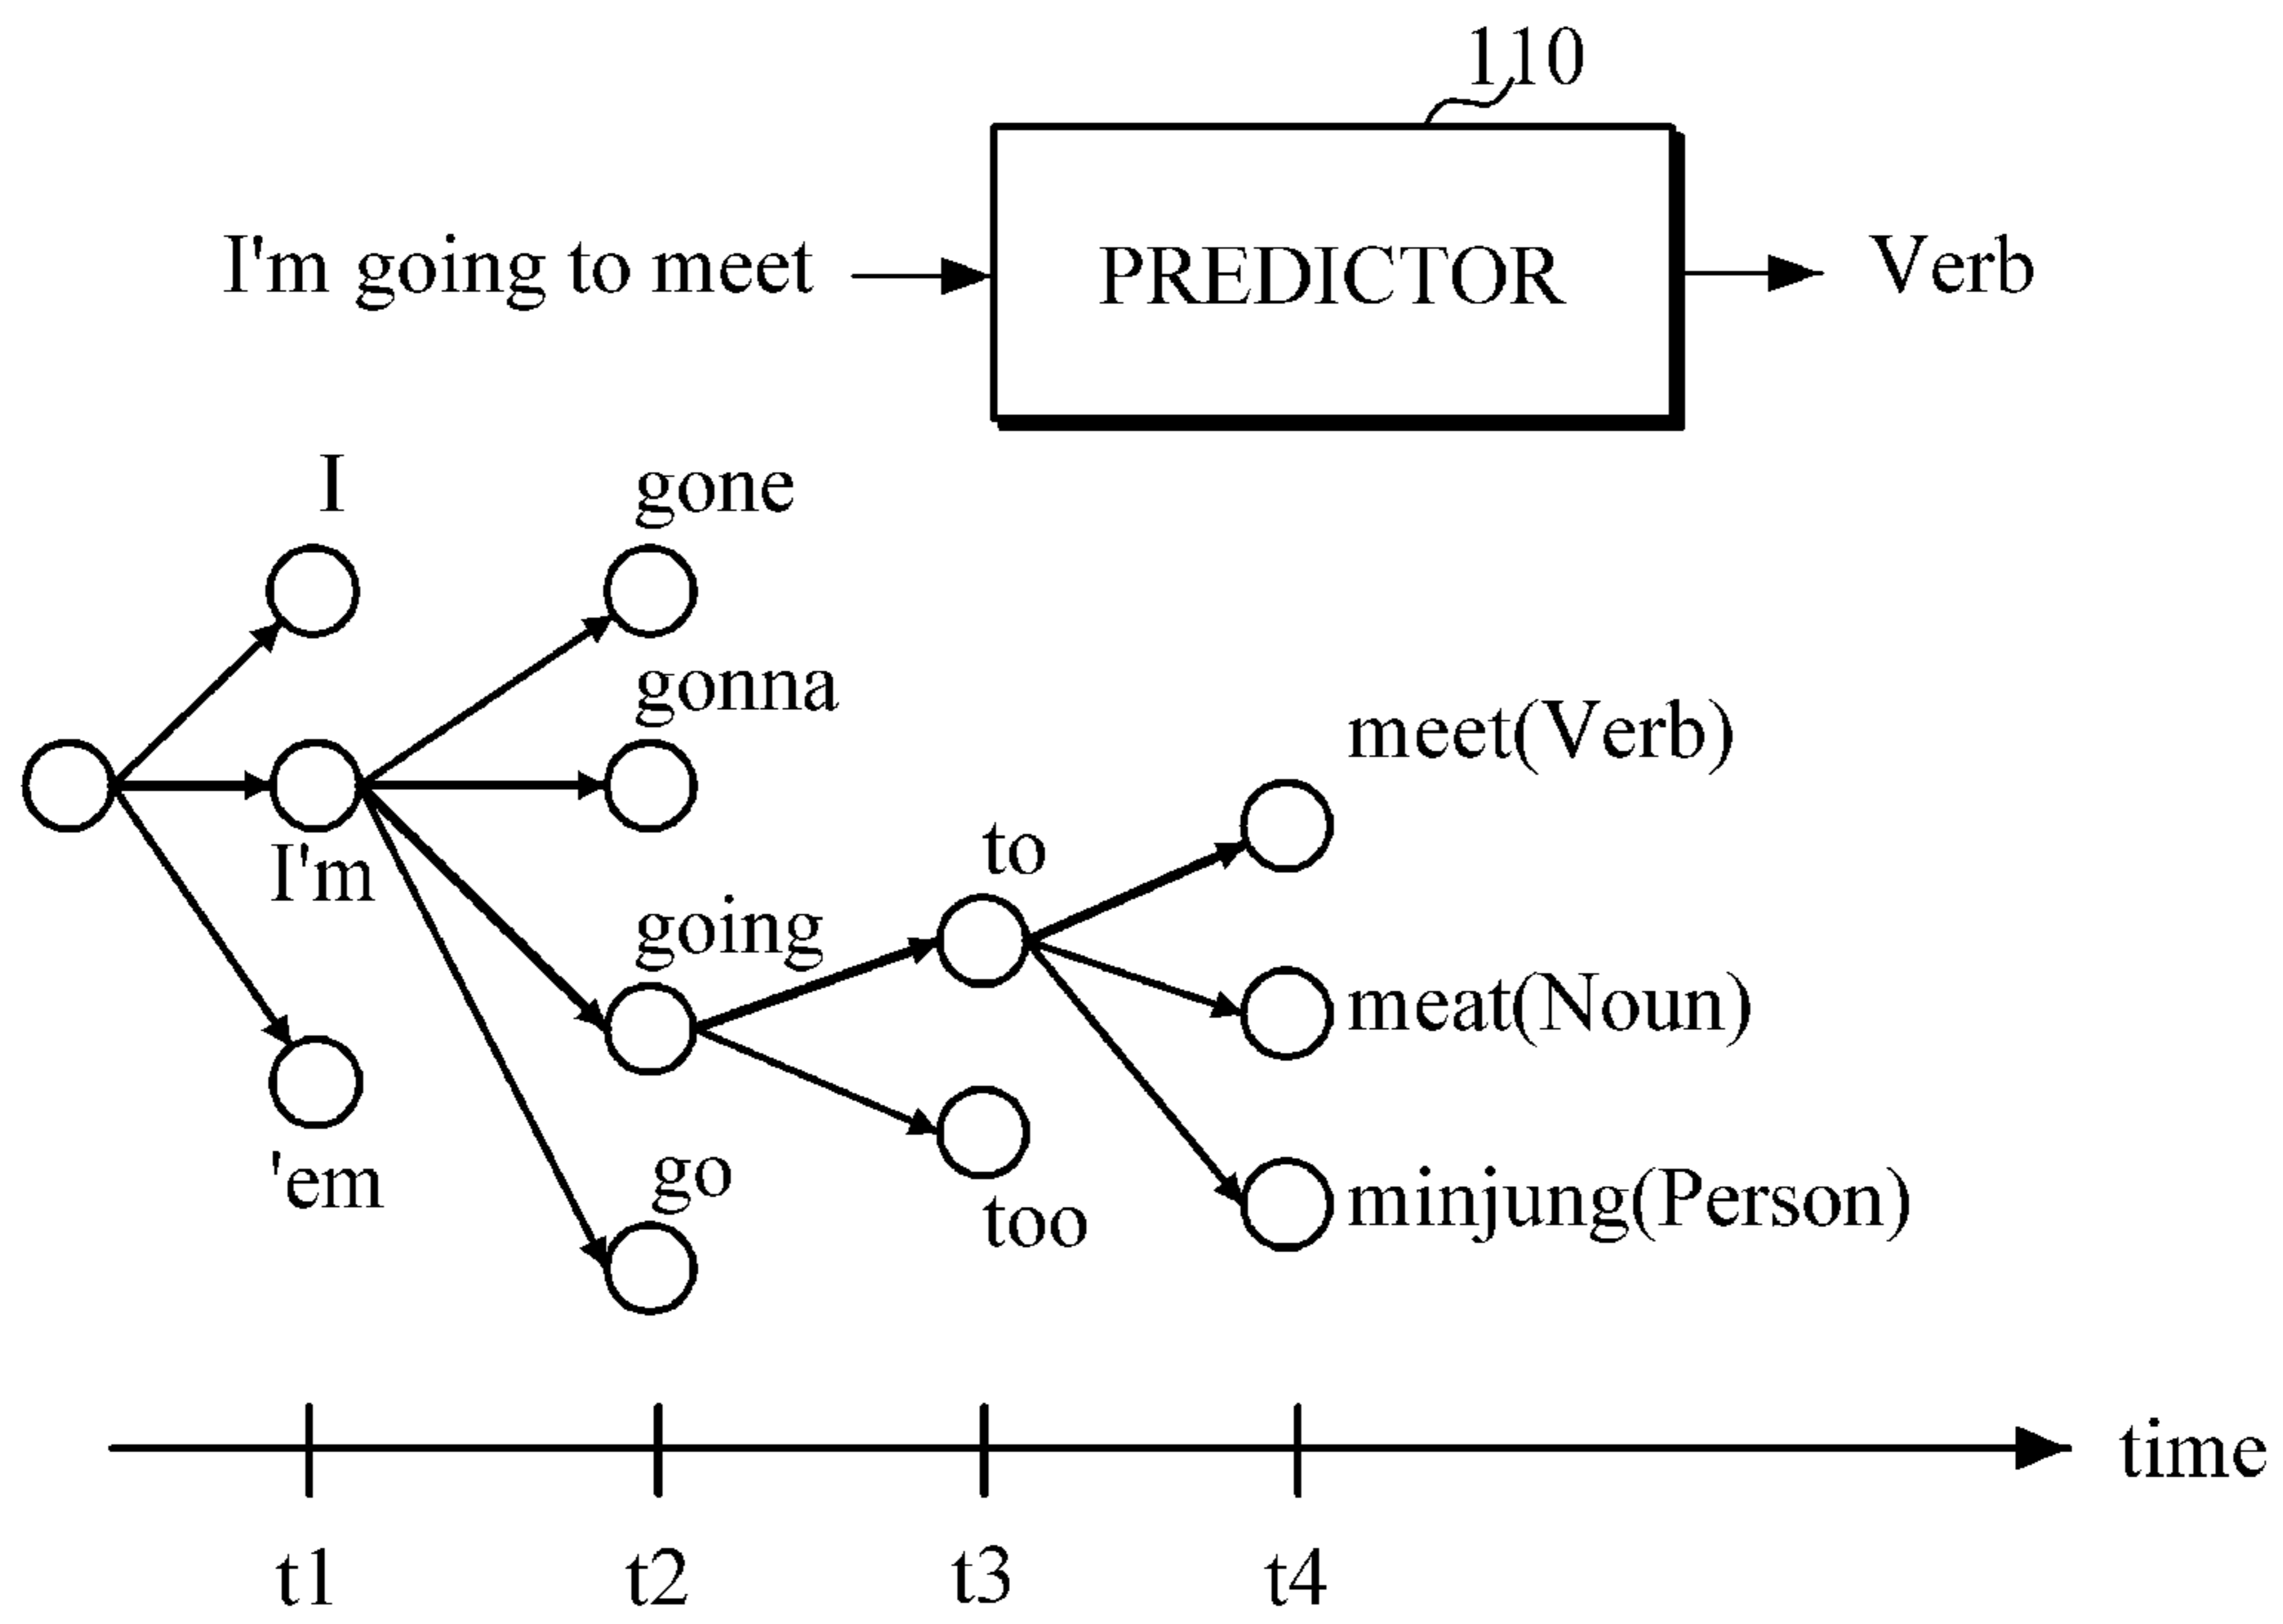 110
I'm going to meet
PREDICTOR
Verb
I
gone
gonna
meet(Verb)
to
I'm
going
meat(Noun)
'em
go
too
minjung(Person)
time
t1
t2
t3
t4